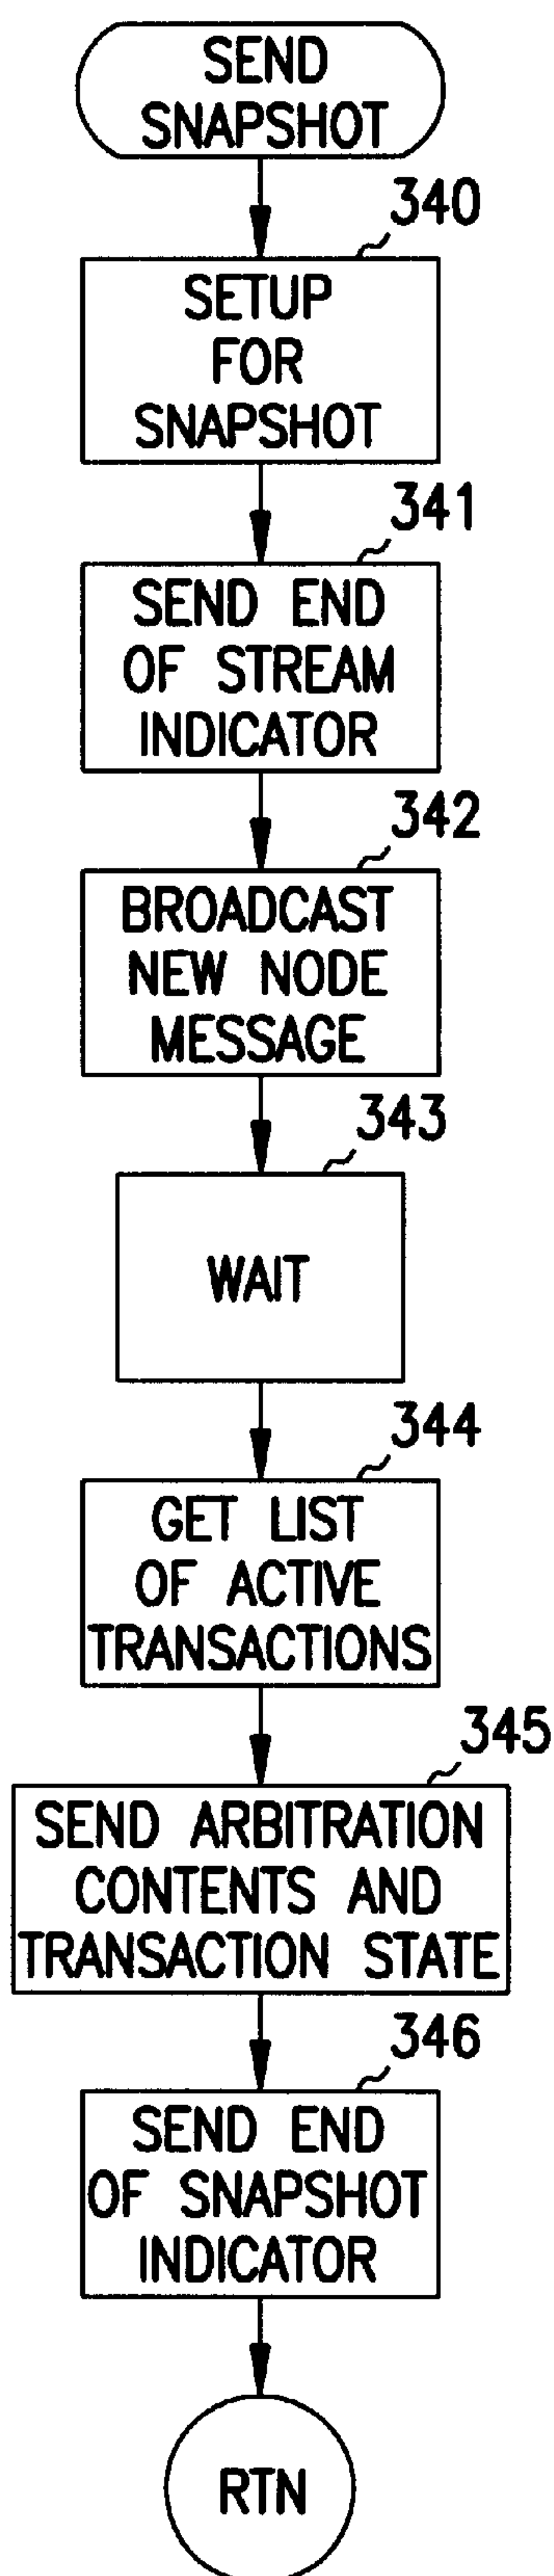 SEND
SNAPSHOT
340
SETUP
FOR
SNAPSHOT
341
SEND END
OF STREAM
INDICATOR
342
BROADCAST
NEW NODE
MESSAGE
343
WAIT
344
GET LIST
OF ACTIVE
TRANSACTIONS
345
SEND ARBITRATION
CONTENTS AND
TRANSACTION STATE
346
SEND END
OF SNAPSHOT
INDICATOR
RTN